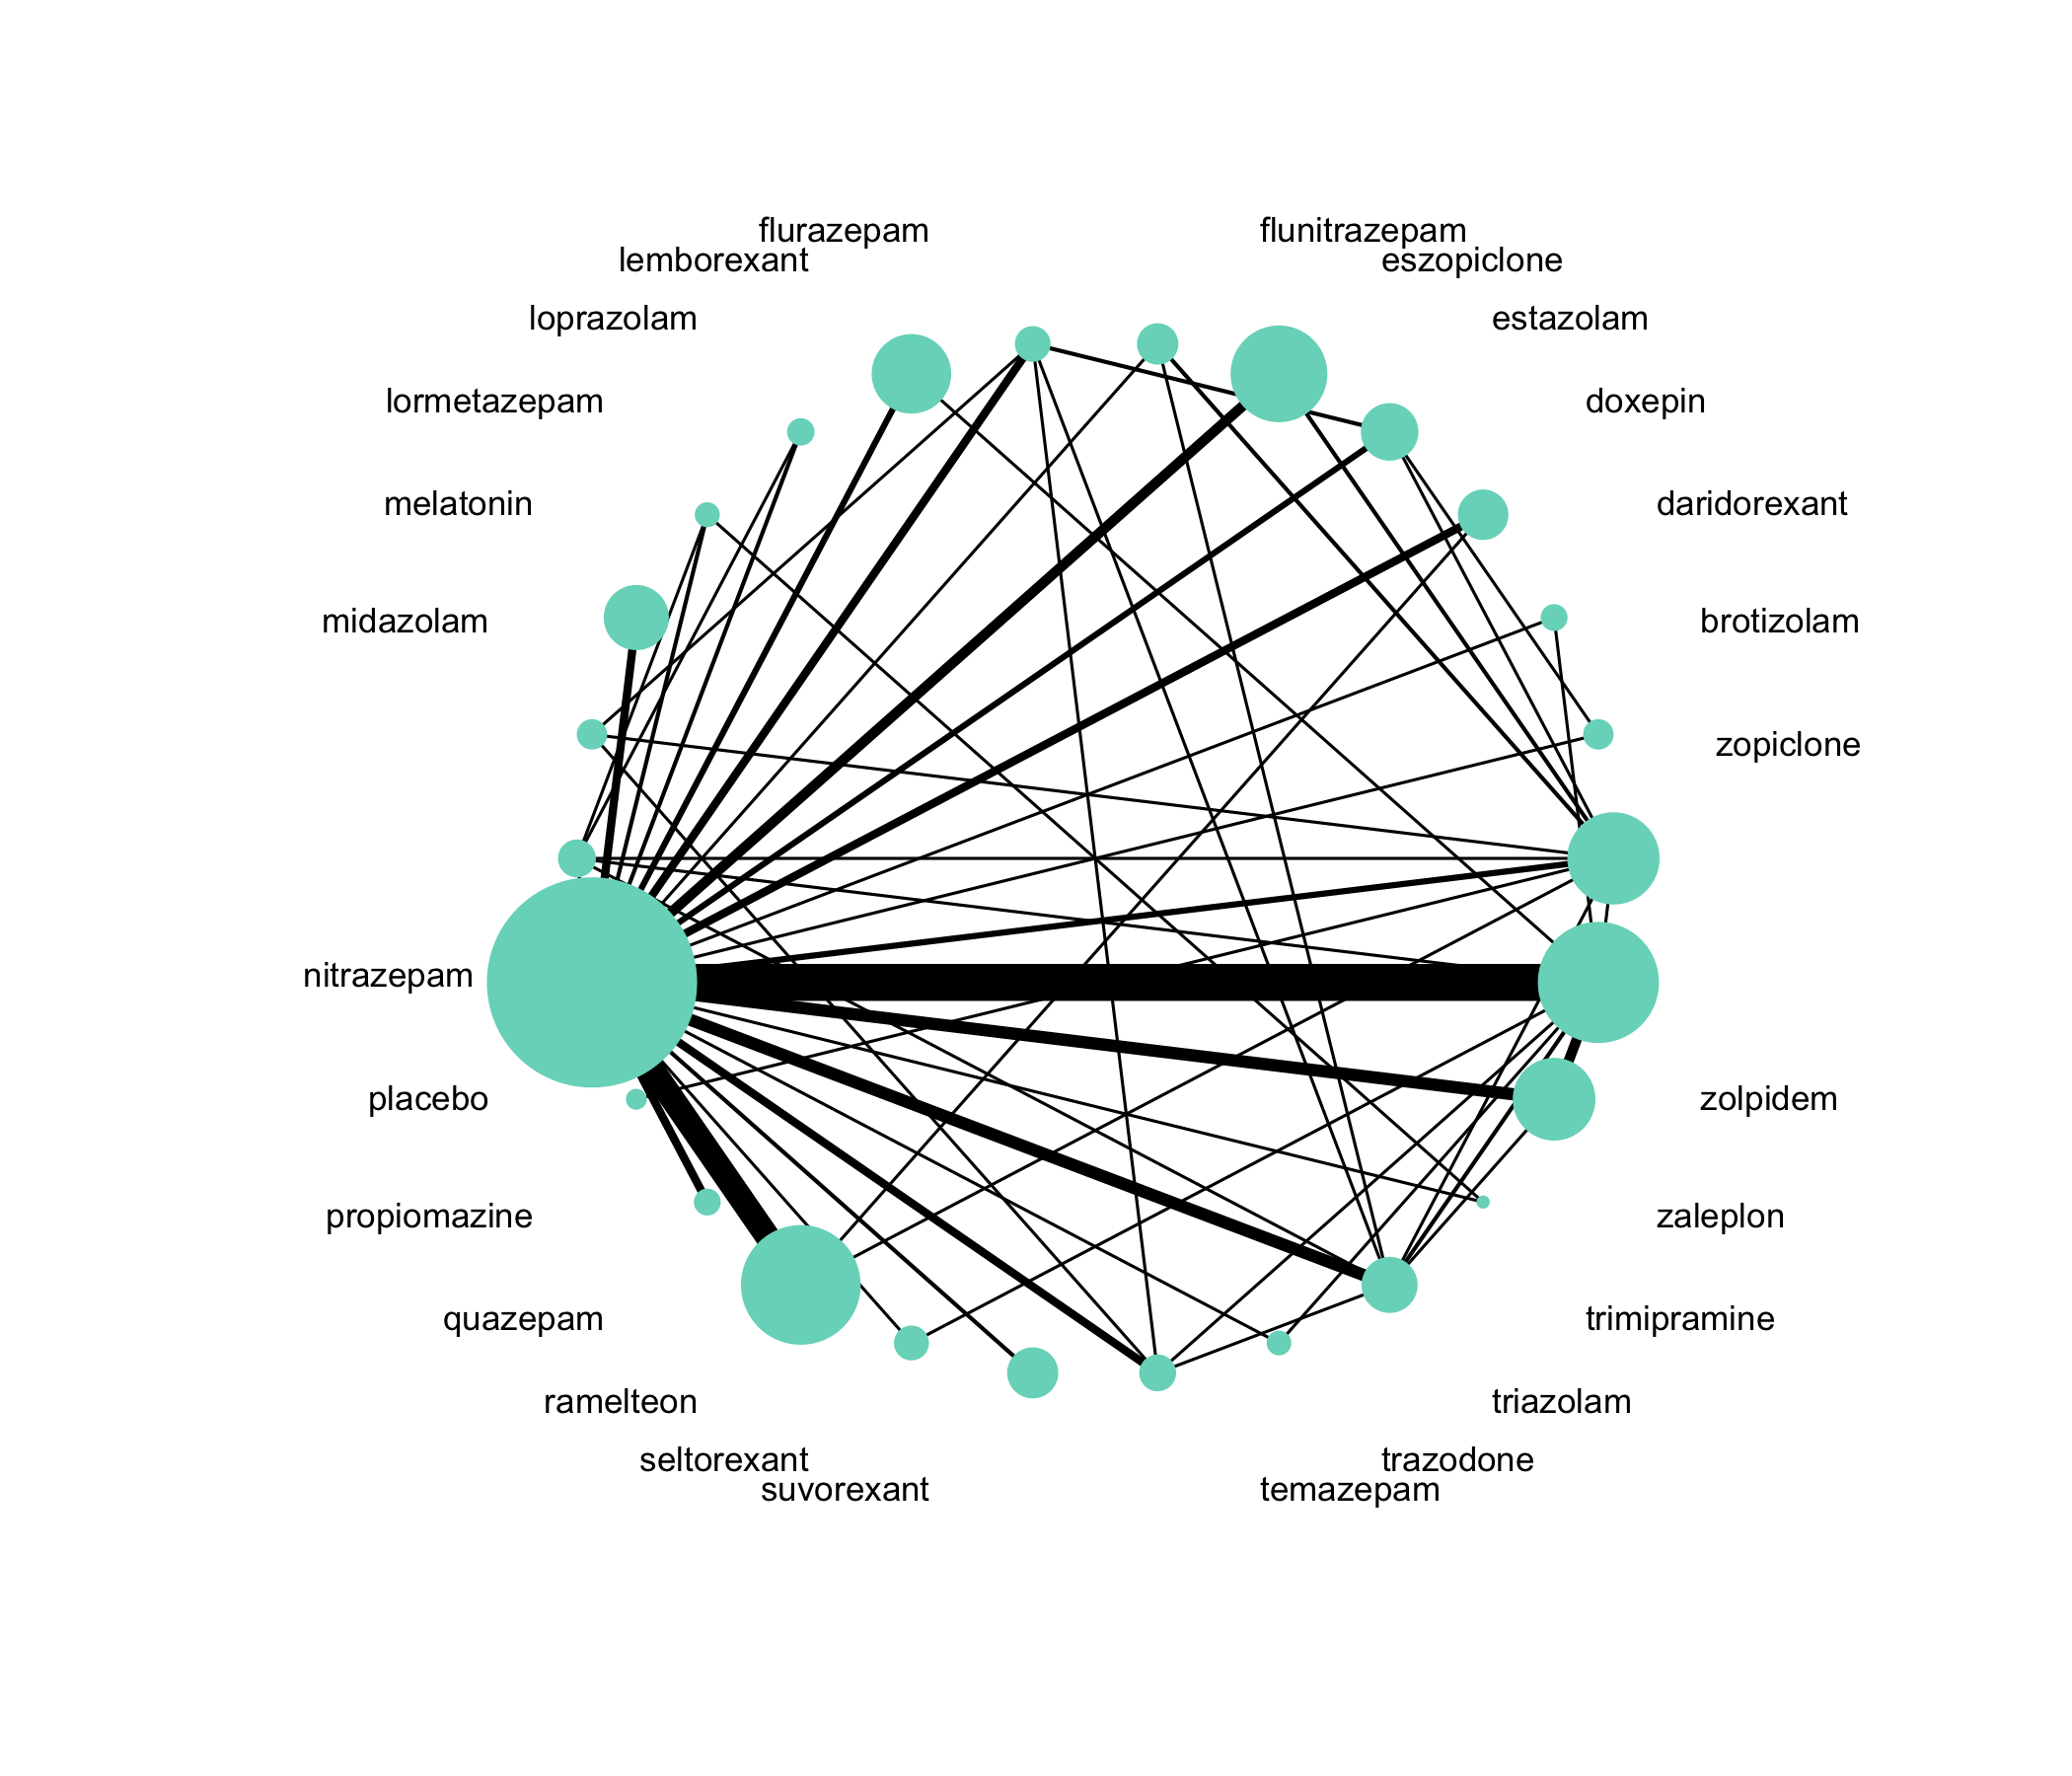 flurazepam
flunitrazepam
lemborexant
eszopiclone
loprazolam
estazolam
lormetazepam
doxepin
melatonin
daridorexant
midazolam
brotizolam
zopiclone
nitrazepam
placebo
zolpidem
propiomazine
zaleplon
quazepam
trimipramine
ramelteon
triazolam
seltorexant
trazodone
suvorexant
temazepam